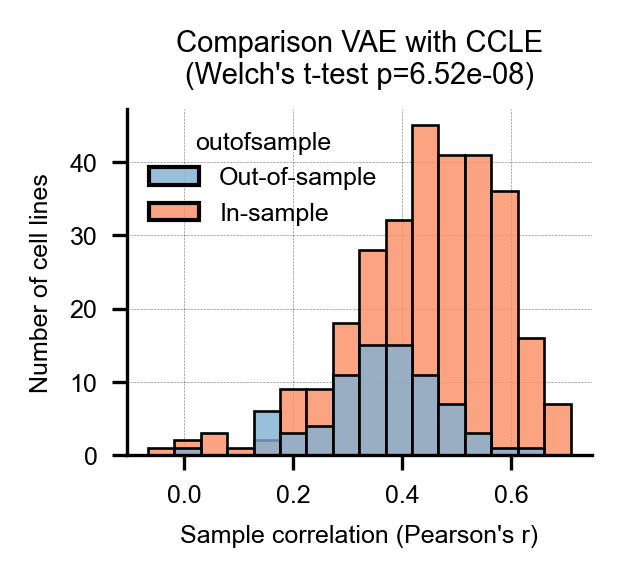 Comparison VAE with CCLE
(Welch's t-test p=6.52e-08)
outofsample
Out-of-sample
In-sample
Number of cell lines
40
30
20
10
0
0.0 0.2 0.4 0.6
Sample correlation (Pearson's r)